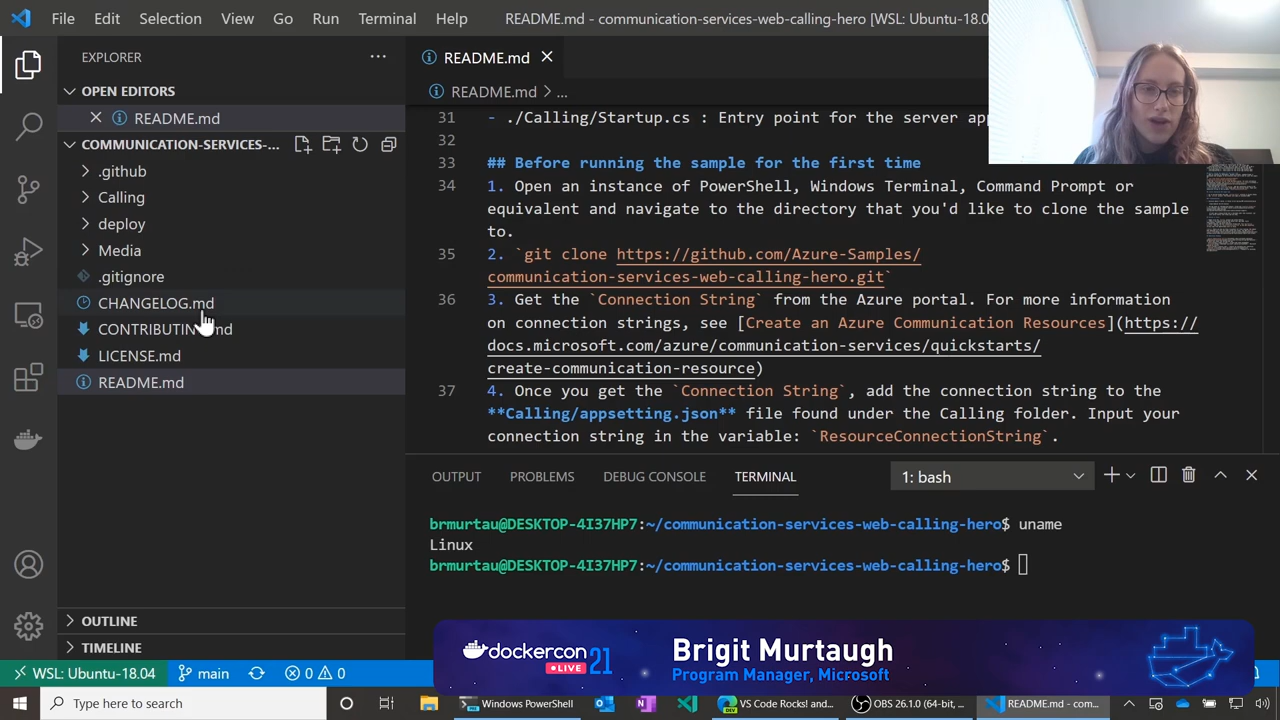 File Edit Selection View Go Run Terminal Help README.md - communication-services-web-calling-hero [WSL: Ubuntu-18.0
EXPLORER
OPEN EDITORS
README.md
COMMUNICATION-SERVICES-...
.github
Calling
deploy
Media
.gitignore
CHANGELOG.md
CONTRIBUTIN md
LICENSE.md
README.md
OUTLINE
TIMELINE
README.md
README.md > ...
31 - ./Calling/Startup.cs : Entry point for the server ap
32
33 ## Before running the sample for the first time
34 1. Open an instance of PowerShell, Windows Terminal, Command Prompt or
equivalent and navigate to the directory that you'd like to clone the sample
to.
35 2. `git clone https://github.com/Azure-Samples/
communication-services-web-calling-hero.git`
36 3. Get the `Connection String` from the Azure portal. For more information
on connection strings, see [Create an Azure Communication Resources](https://
docs.microsoft.com/azure/communication-services/quickstarts/
create-communication-resource)
37 4. Once you get the `Connection String`, add the connection string to the
**Calling/appsetting.json** file found under the Calling folder. Input your
connection string in the variable: `ResourceConnectionString`.
OUTPUT PROBLEMS DEBUG CONSOLE TERMINAL 1: bash
brmurtau@DESKTOP-4I37HP7:~/communication-services-web-calling-hero$ uname
Linux
brmurtau@DESKTOP-4I37HP7:~/communication-services-web-calling-hero$
dockercon LIVE 21
Brigit Murtaugh
Program Manager, Microsoft
WSL: Ubuntu-18.04 main 0 0
Type here to search
Windows PowerShell
VS Code Rocks! and...
OBS 26.1.0 (64-bit, ...
README.md - com...